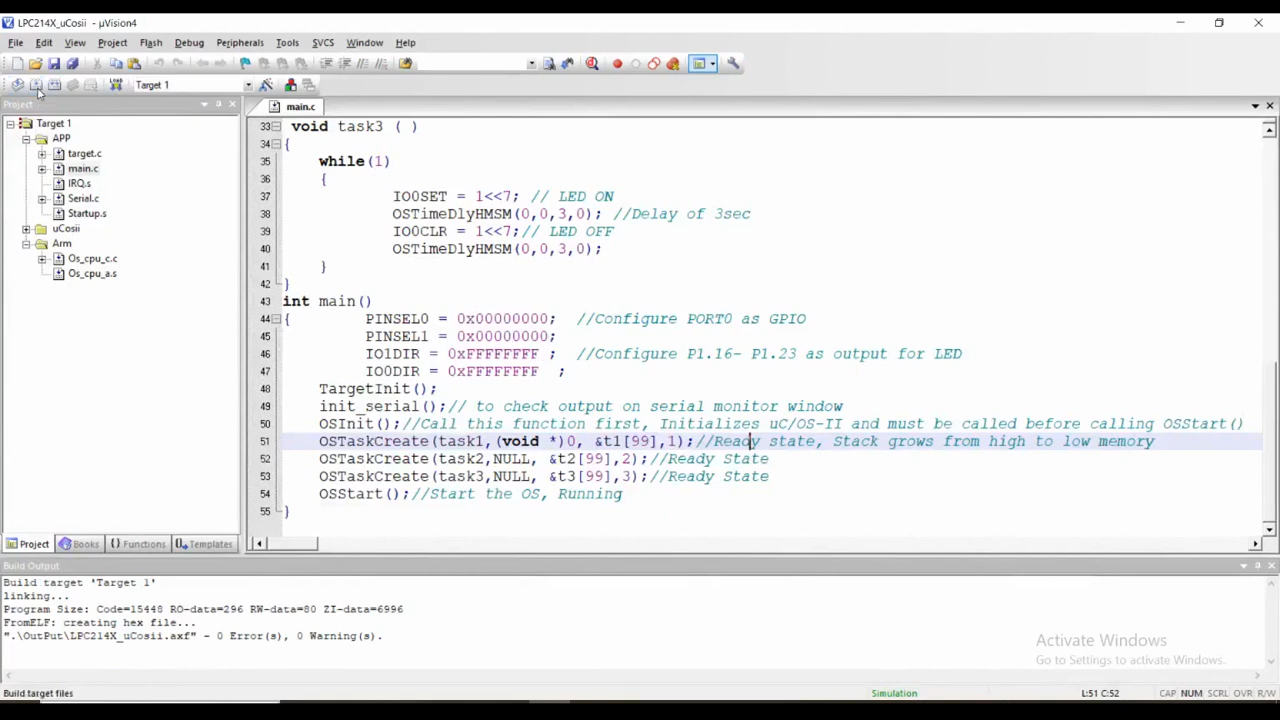 LPC214X_uCosii - µVision4
File Edit View Project Flash Debug Peripherals Tools SVCS Window Help
LOAD Target 1
Project
main.c
Target 1
APP
target.c
main.c
IRQ.s
Serial.c
Startup.s
uCosii
Arm
Os_cpu_c.c
Os_cpu_a.s
33 void task3 ( )
34 {
35 while(1)
36 {
37 IO0SET = 1<<7; // LED ON
38 OSTimeDlyHMSM(0,0,3,0); //Delay of 3sec
39 IO0CLR = 1<<7;// LED OFF
40 OSTimeDlyHMSM(0,0,3,0);
41 }
42 }
43 int main()
44 { PINSEL0 = 0x00000000; //Configure PORT0 as GPIO
45 PINSEL1 = 0x00000000;
46 IO1DIR = 0xFFFFFFFF ; //Configure P1.16- P1.23 as output for LED
47 IO0DIR = 0xFFFFFFFF ;
48 TargetInit();
49 init_serial();// to check output on serial monitor window
50 OSInit();//Call this function first, Initializes uC/OS-II and must be called before calling OSStart()
51 OSTaskCreate(task1,(void *)0, &t1[99],1);//Ready state, Stack grows from high to low memory
52 OSTaskCreate(task2,NULL, &t2[99],2);//Ready State
53 OSTaskCreate(task3,NULL, &t3[99],3);//Ready State
54 OSStart();//Start the OS, Running
55 }
Project Books {} Functions Templates
Build Output
Build target 'Target 1'
linking...
Program Size: Code=15448 RO-data=296 RW-data=80 ZI-data=6996
FromELF: creating hex file...
".\OutPut\LPC214X_uCosii.axf" - 0 Error(s), 0 Warning(s).
Activate Windows
Go to Settings to activate Windows.
Build target files Simulation L:51 C:52 CAP NUM SCRL OVR R/W